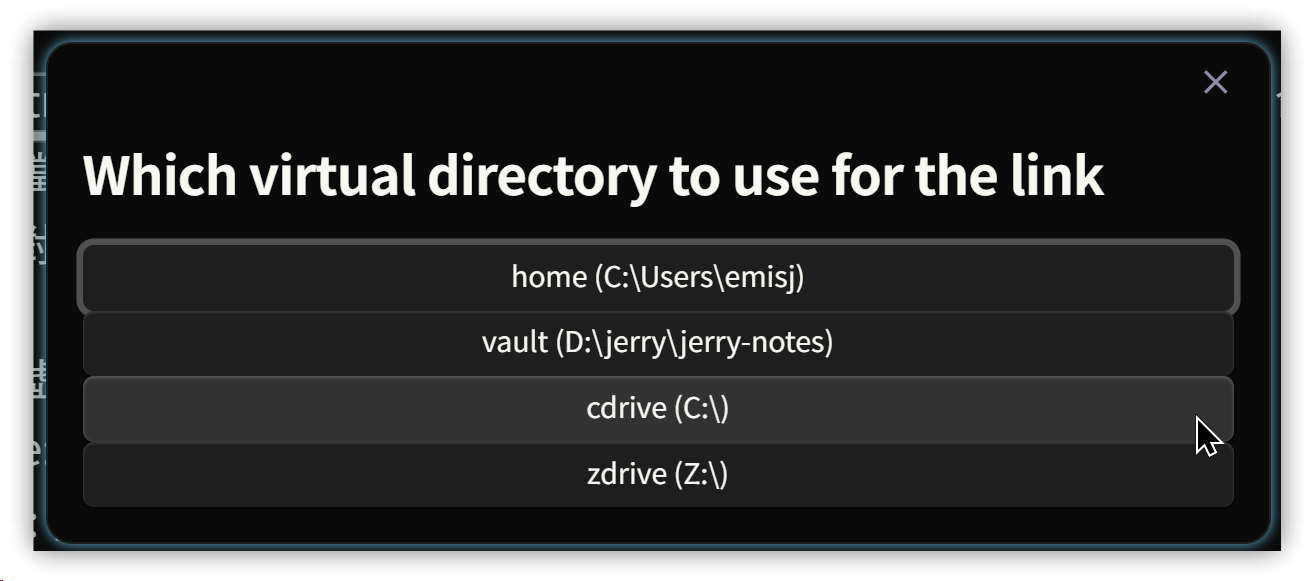 Which virtual directory to use for the link
home (C:\Users\emisj)
vault (D:\jerry\jerry-notes)
cdrive (C:\)
zdrive (Z:\)